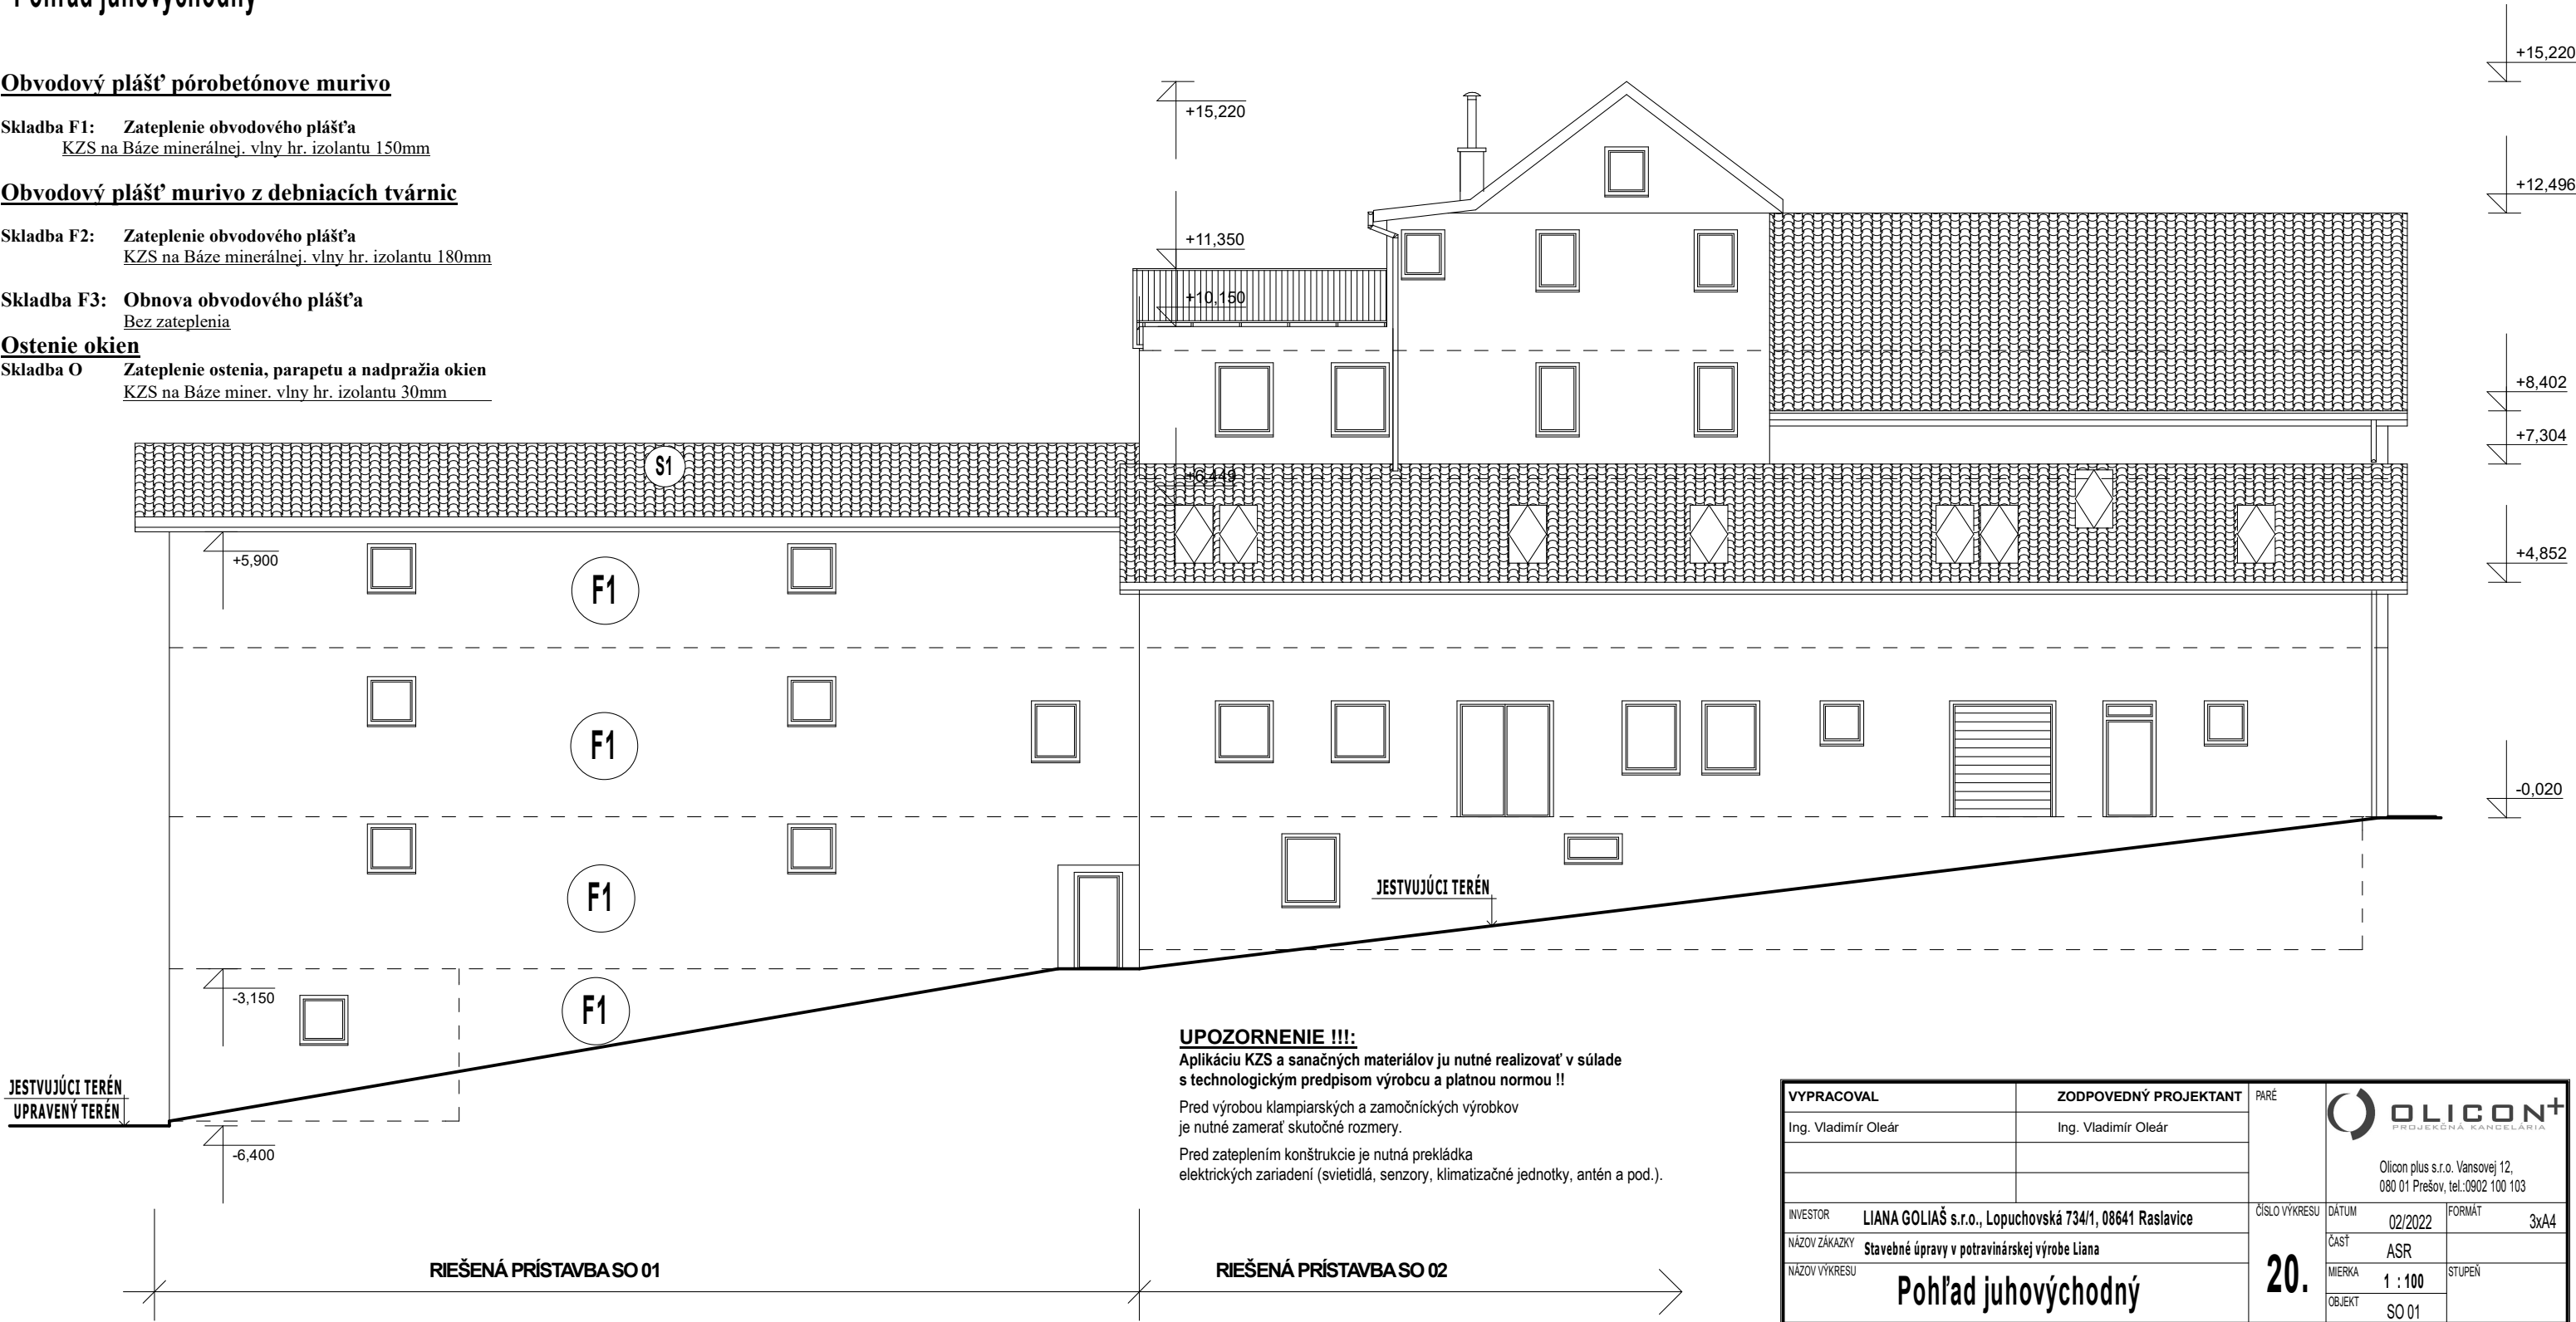 Pohľad juhovýchodný
Obvodový plášť pórobetónove murivo
Skladba F1: Zateplenie obvodového plášťa
KZS na Báze minerálnej. vlny hr. izolantu 150mm
Obvodový plášť murivo z debniacích tvárnic
Skladba F2: Zateplenie obvodového plášťa
KZS na Báze minerálnej. vlny hr. izolantu 180mm
Skladba F3: Obnova obvodového plášťa
Bez zateplenia
Ostenie okien
Skladba O Zateplenie ostenia, parapetu a nadpražia okien
KZS na Báze miner. vlny hr. izolantu 30mm
+15,220
+11,350
+10,150
+6,449
+15,220
+12,496
+8,402
+7,304
+4,852
-0,020
S1
+5,900
F1
F1
F1
F1
-3,150
JESTVUJÚCI TERÉN
JESTVUJÚCI TERÉN
UPRAVENÝ TERÉN
-6,400
UPOZORNENIE !!!:
Aplikáciu KZS a sanačných materiálov ju nutné realizovať v súlade
s technologickým predpisom výrobcu a platnou normou !!
Pred výrobou klampiarských a zamočníckych výrobkov
je nutné zamerať skutočné rozmery.
Pred zateplením konštrukcie je nutná prekládka
elektrických zariadení (svietidlá, senzory, klimatizačné jednotky, antén a pod.).
RIEŠENÁ PRÍSTAVBA SO 01
RIEŠENÁ PRÍSTAVBA SO 02
VYPRACOVAL ZODPOVEDNÝ PROJEKTANT PARÉ
Ing. Vladimír Oleár Ing. Vladimír Oleár
OLICON+
PROJEKČNÁ KANCELÁRIA
Olicon plus s.r.o. Vansovej 12,
080 01 Prešov, tel.:0902 100 103
INVESTOR LIANA GOLIAŠ s.r.o., Lopuchovská 734/1, 08641 Raslavice
NÁZOV ZÁKAZKY Stavebné úpravy v potravinárskej výrobe Liana
NÁZOV VÝKRESU Pohľad juhovýchodný
ČÍSLO VÝKRESU 20.
DÁTUM 02/2022 FORMÁT 3xA4
ČASŤ ASR
MIERKA 1 : 100 STUPEŇ
OBJEKT SO 01